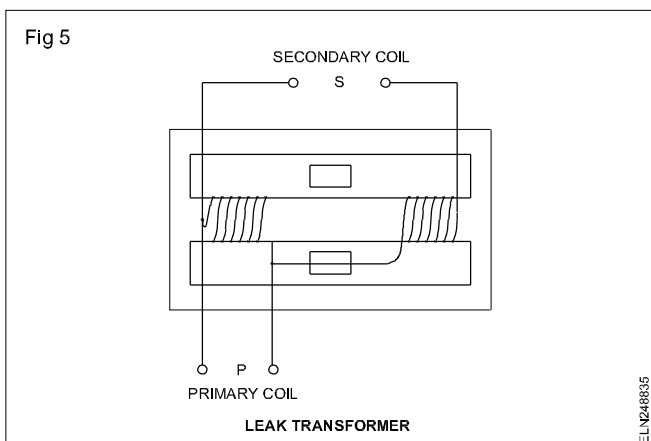 Fig 5
SECONDARY COIL
S
P
PRIMARY COIL
LEAK TRANSFORMER
ELN248835